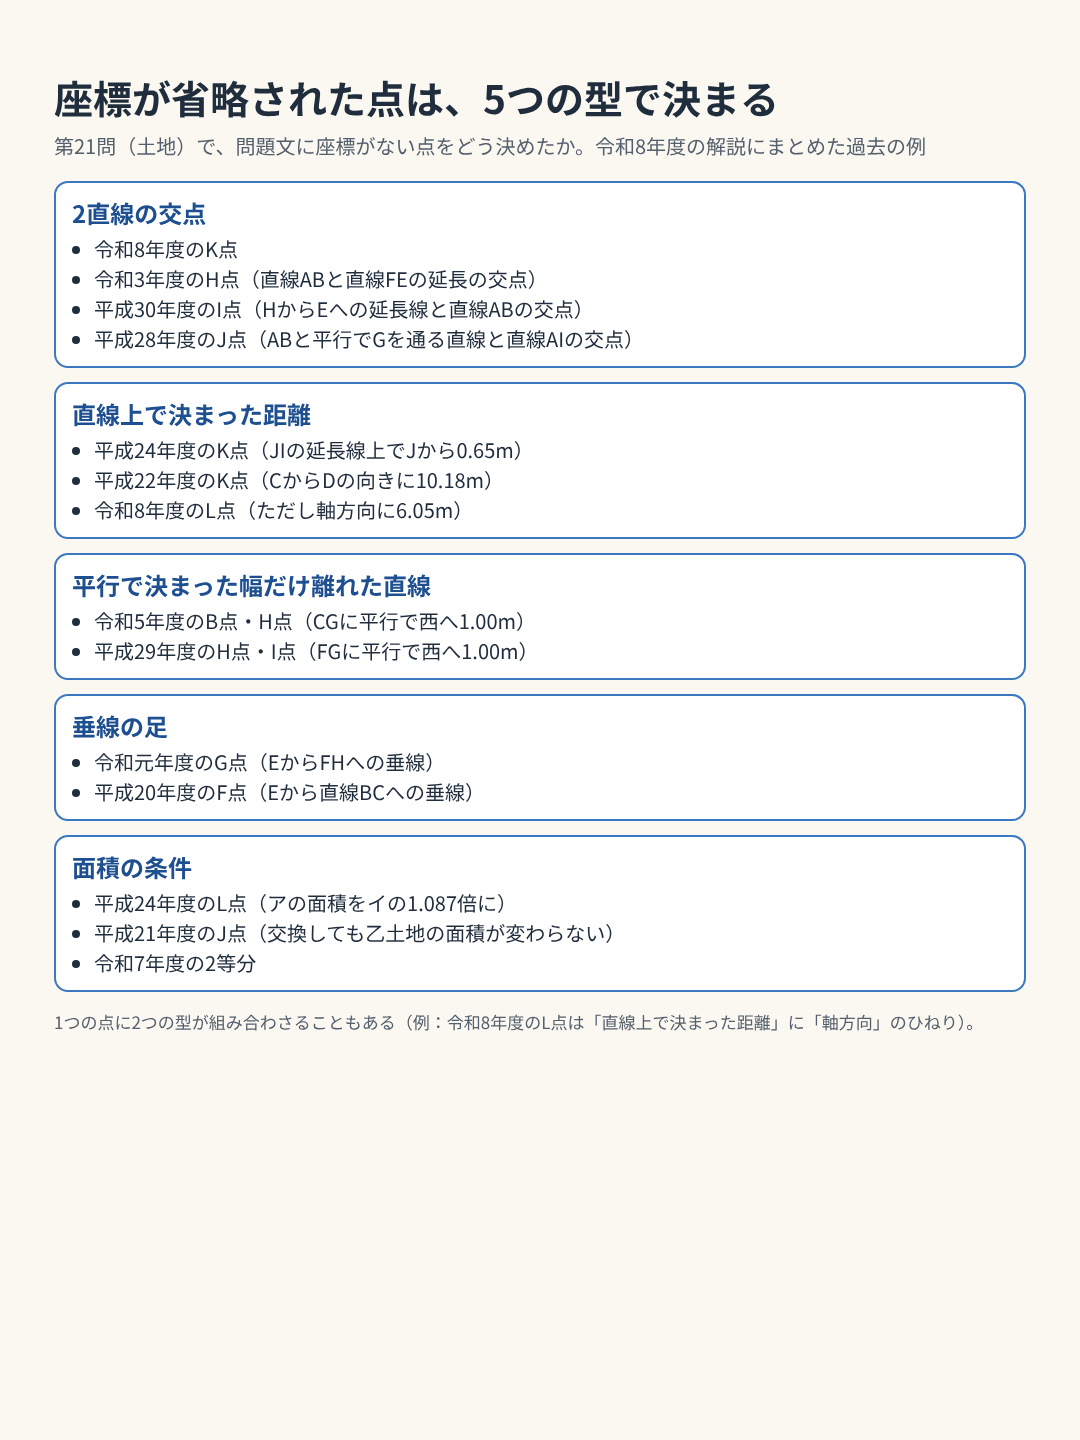 座標が省略された点は、5つの型で決まる
第21問（土地）で、問題文に座標がない点をどう決めたか。令和8年度の解説にまとめた過去の例
2直線の交点
• 令和8年度のK点
• 令和3年度のH点（直線ABと直線FEの延長の交点）
• 平成30年度のI点（HからEへの延長線と直線ABの交点）
• 平成28年度のJ点（ABと平行でGを通る直線と直線AIの交点）
直線上で決まった距離
• 平成24年度のK点（JIの延長線上でJから0.65m）
• 平成22年度のK点（CからDの向きに10.18m）
• 令和8年度のL点（ただし軸方向に6.05m）
平行で決まった幅だけ離れた直線
• 令和5年度のB点・H点（CGに平行で西へ1.00m）
• 平成29年度のH点・I点（FGに平行で西へ1.00m）
垂線の足
• 令和元年度のG点（EからFHへの垂線）
• 平成20年度のF点（Eから直線BCへの垂線）
面積の条件
• 平成24年度のL点（アの面積をイの1.087倍に）
• 平成21年度のJ点（交換しても乙土地の面積が変わらない）
• 令和7年度の2等分
1つの点に2つの型が組み合わさることもある（例：令和8年度のL点は「直線上で決まった距離」に「軸方向」のひねり）。